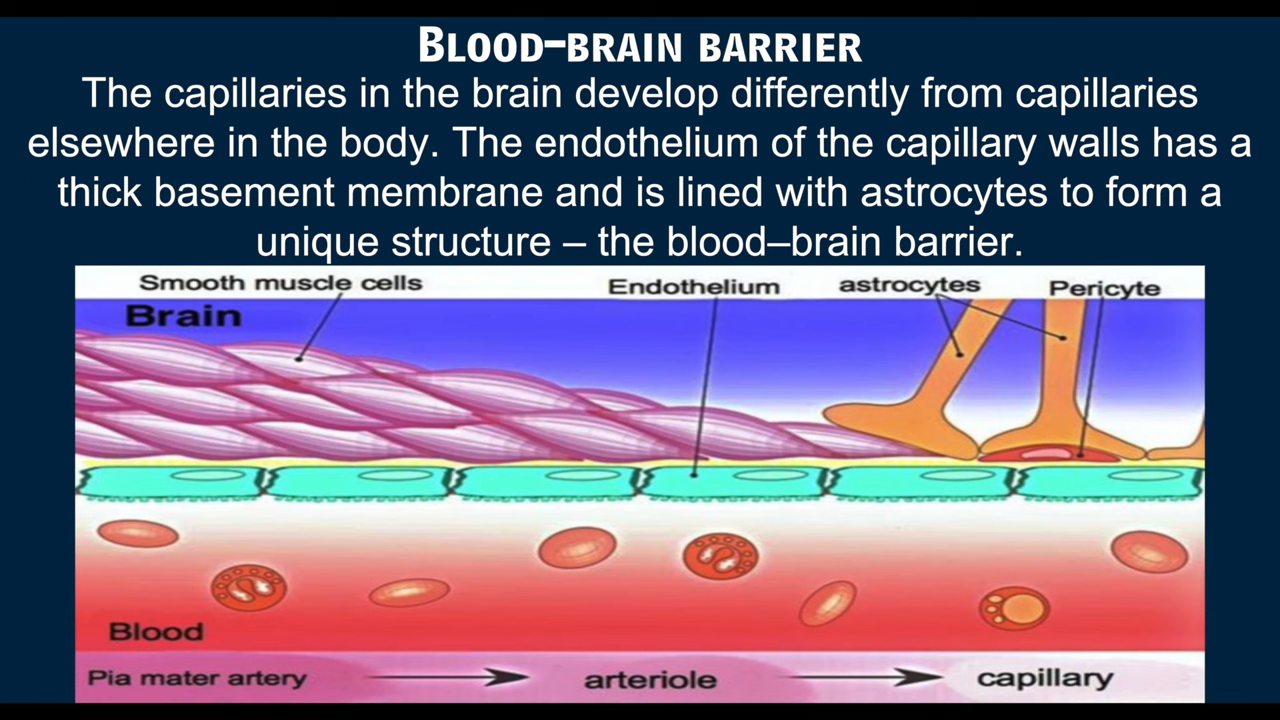 BLOOD–BRAIN BARRIER
The capillaries in the brain develop differently from capillaries
elsewhere in the body. The endothelium of the capillary walls has a
thick basement membrane and is lined with astrocytes to form a
unique structure – the blood–brain barrier.
Smooth muscle cells
Endothelium
astrocytes
Pericyte
Brain
Blood
Pia mater artery
arteriole
capillary